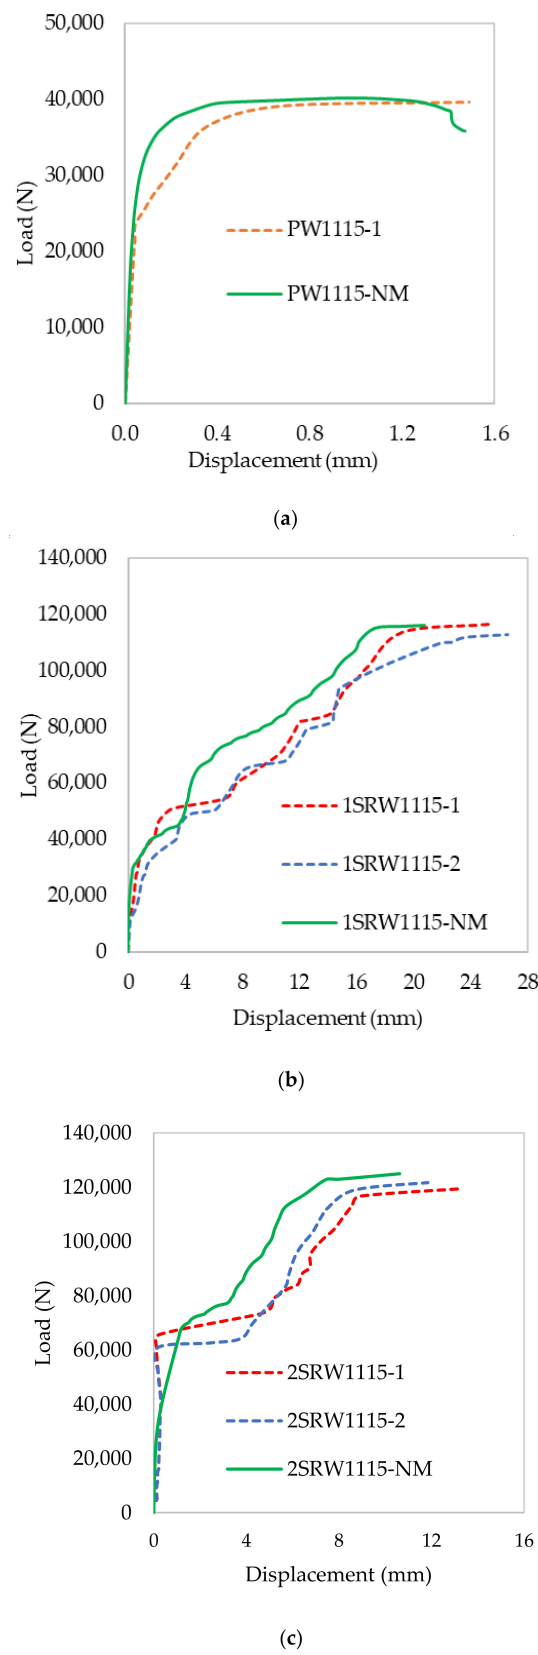 50,000
40,000
30,000
20,000
10,000
0
Load (N)
PW1115-1
PW1115-NM
0.0 0.4 0.8 1.2 1.6
Displacement (mm)
(a)
140,000
120,000
100,000
80,000
60,000
40,000
20,000
0
Load (N)
1SRW1115-1
1SRW1115-2
1SRW1115-NM
0 4 8 12 16 20 24 28
Displacement (mm)
(b)
140,000
120,000
100,000
80,000
60,000
40,000
20,000
0
Load (N)
2SRW1115-1
2SRW1115-2
2SRW1115-NM
0 4 8 12 16
Displacement (mm)
(c)